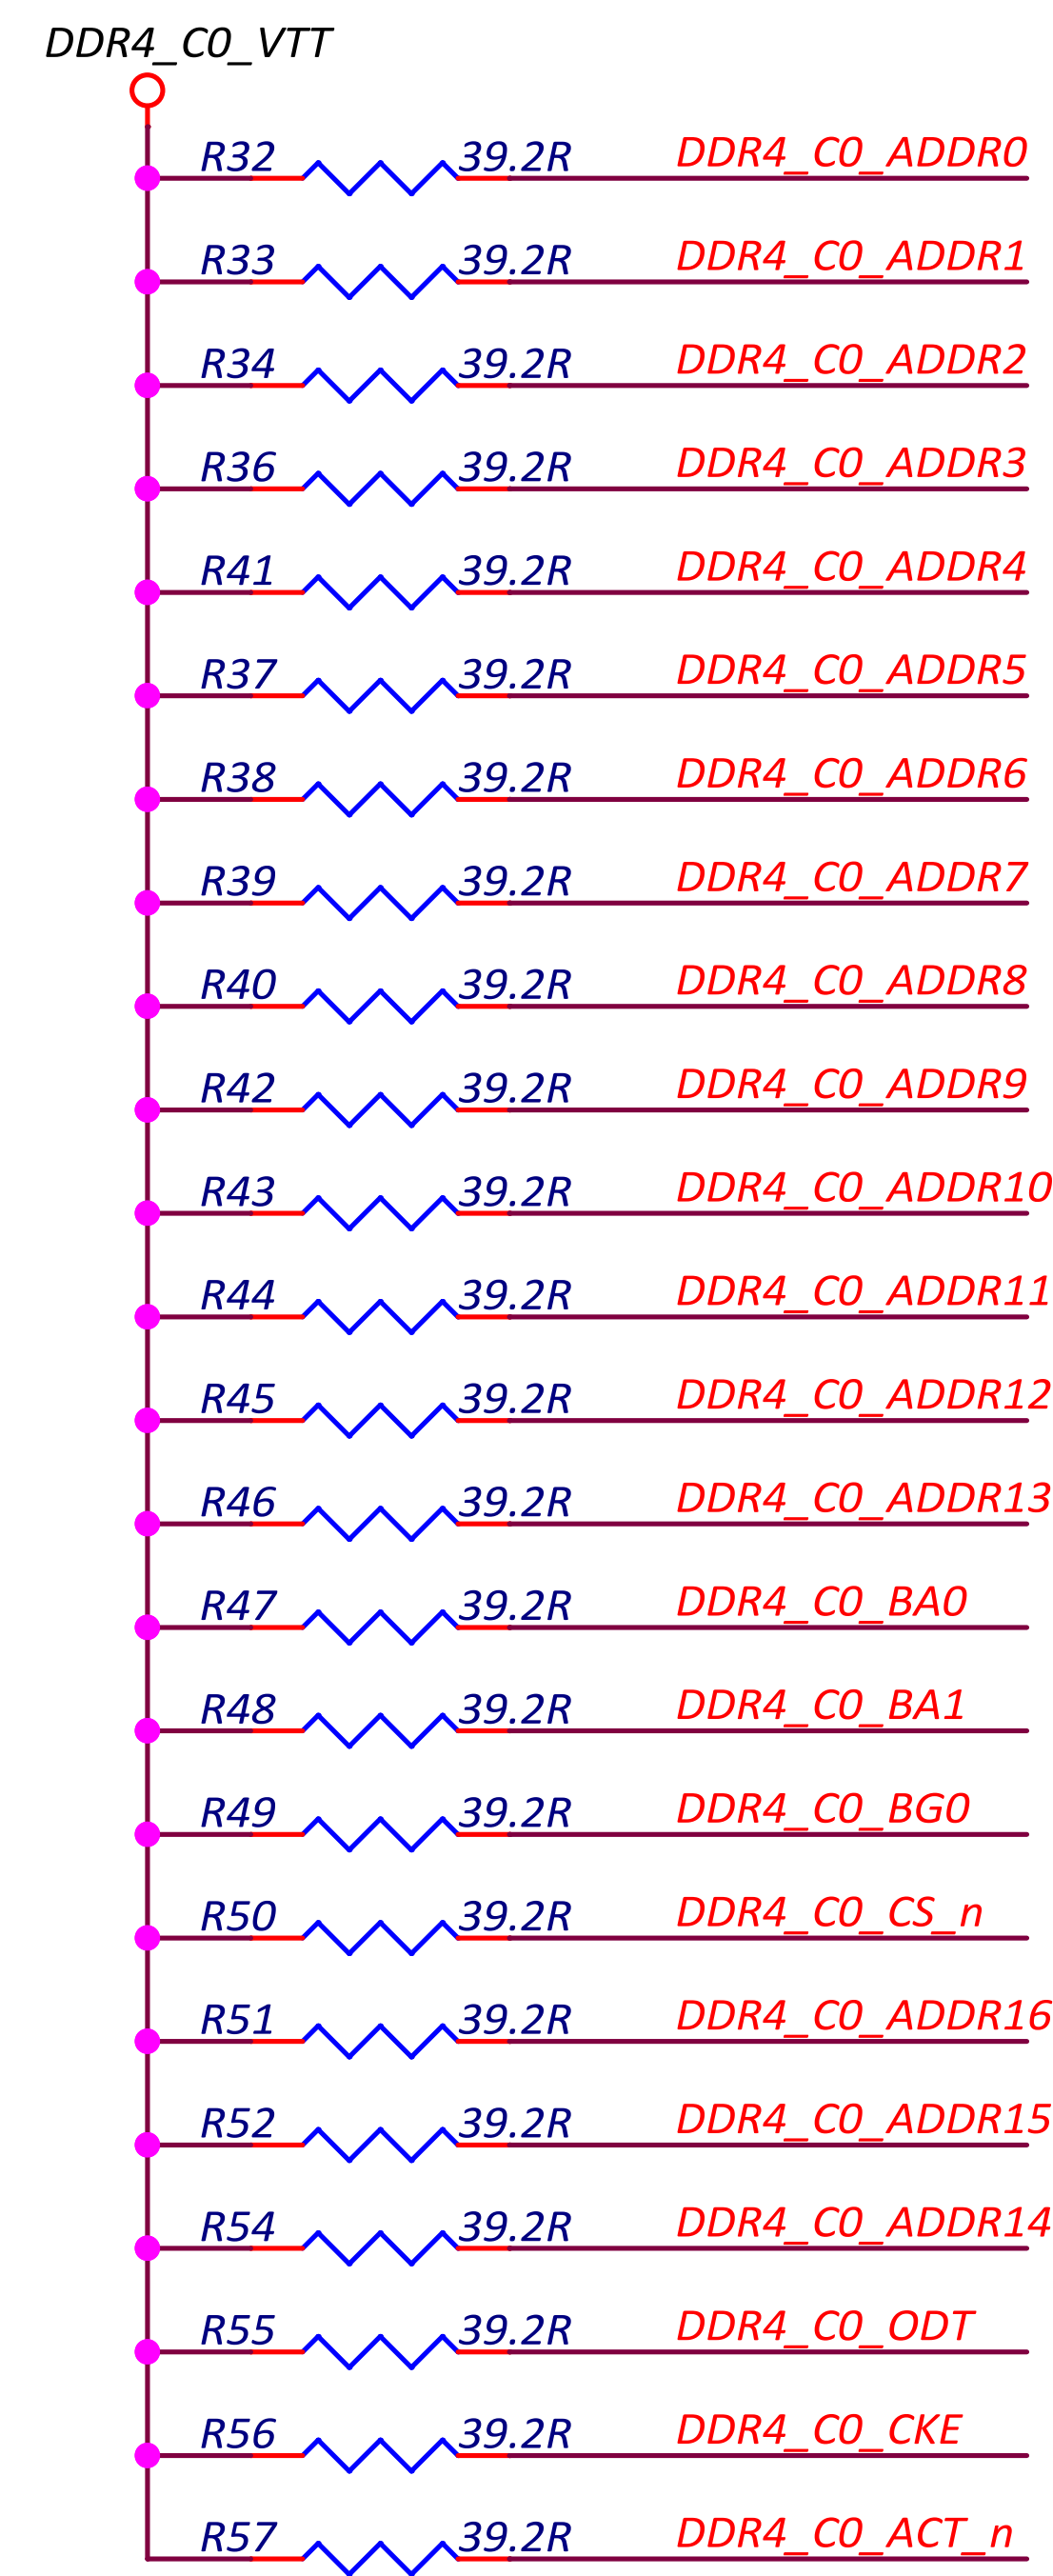 DDR4_C0_VTT
R32 39.2R DDR4_C0_ADDR0
R33 39.2R DDR4_C0_ADDR1
R34 39.2R DDR4_C0_ADDR2
R36 39.2R DDR4_C0_ADDR3
R41 39.2R DDR4_C0_ADDR4
R37 39.2R DDR4_C0_ADDR5
R38 39.2R DDR4_C0_ADDR6
R39 39.2R DDR4_C0_ADDR7
R40 39.2R DDR4_C0_ADDR8
R42 39.2R DDR4_C0_ADDR9
R43 39.2R DDR4_C0_ADDR10
R44 39.2R DDR4_C0_ADDR11
R45 39.2R DDR4_C0_ADDR12
R46 39.2R DDR4_C0_ADDR13
R47 39.2R DDR4_C0_BA0
R48 39.2R DDR4_C0_BA1
R49 39.2R DDR4_C0_BG0
R50 39.2R DDR4_C0_CS_n
R51 39.2R DDR4_C0_ADDR16
R52 39.2R DDR4_C0_ADDR15
R54 39.2R DDR4_C0_ADDR14
R55 39.2R DDR4_C0_ODT
R56 39.2R DDR4_C0_CKE
R57 39.2R DDR4_C0_ACT_n